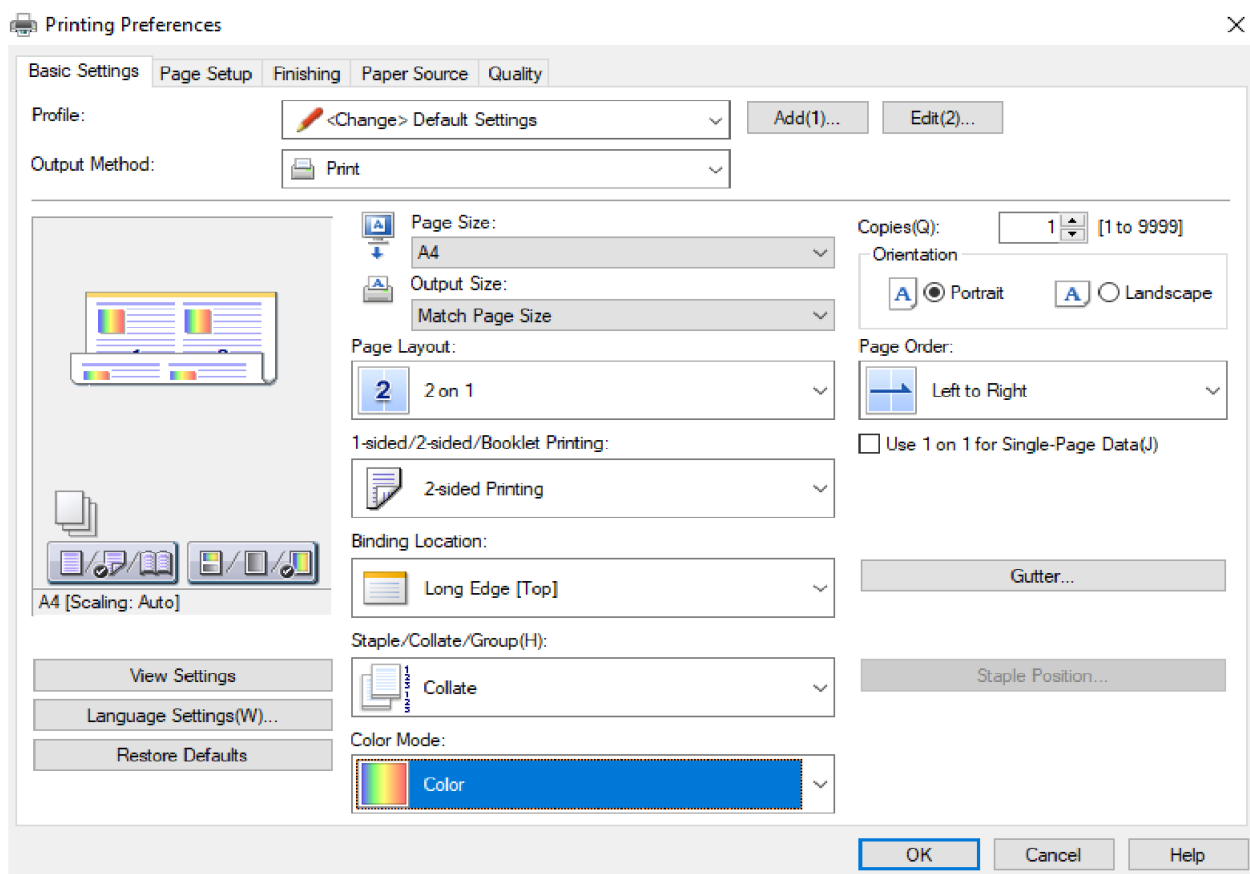 Printing Preferences
Basic Settings Page Setup Finishing Paper Source Quality
Profile: <Change> Default Settings Add(1)... Edit(2)...
Output Method: Print
Page Size:
A4
Output Size:
Match Page Size
Copies(Q): 1 [1 to 9999]
Orientation
A Portrait A Landscape
Page Layout:
2 2 on 1
Page Order:
Left to Right
1-sided/2-sided/Booklet Printing:
2-sided Printing
Use 1 on 1 for Single-Page Data(J)
Binding Location:
Long Edge [Top]
Gutter...
A4 [Scaling: Auto]
Staple/Collate/Group(H):
Collate
Staple Position...
View Settings
Language Settings(W)...
Restore Defaults
Color Mode:
Color
OK Cancel Help